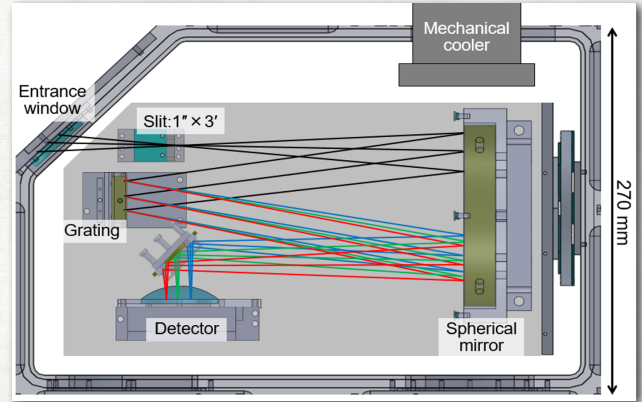 Mechanical
cooler
Entrance
window
Slit:1″ × 3′
270 mm
Grating
Detector
Spherical
mirror